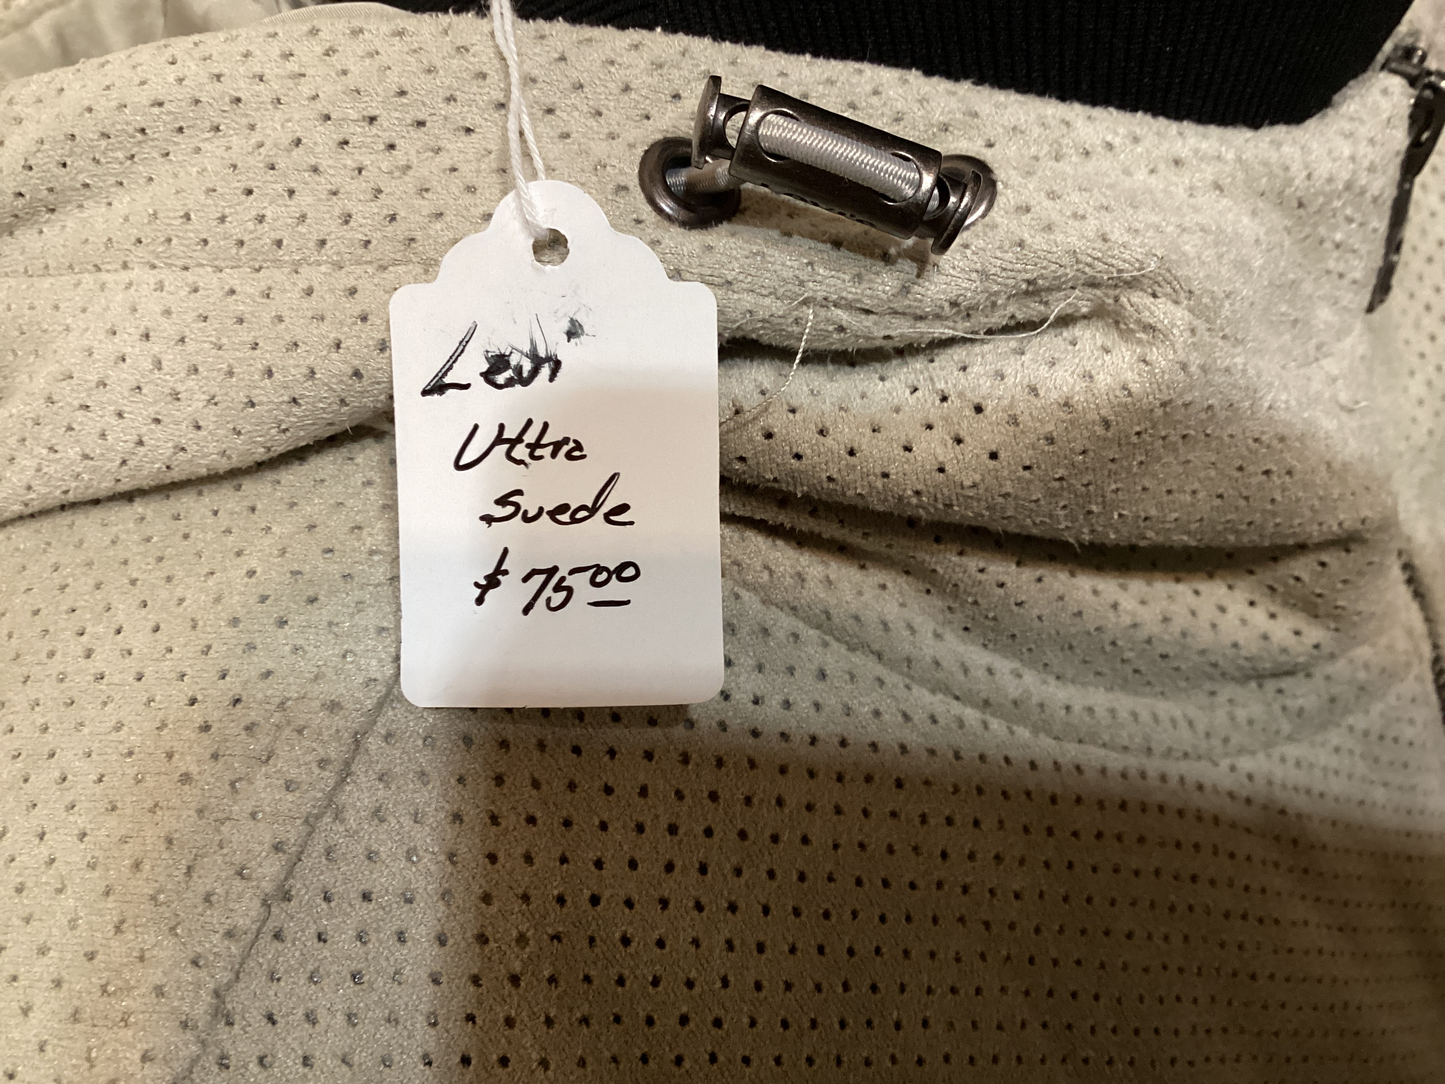 Levi
Ultra
Suede
$75.00